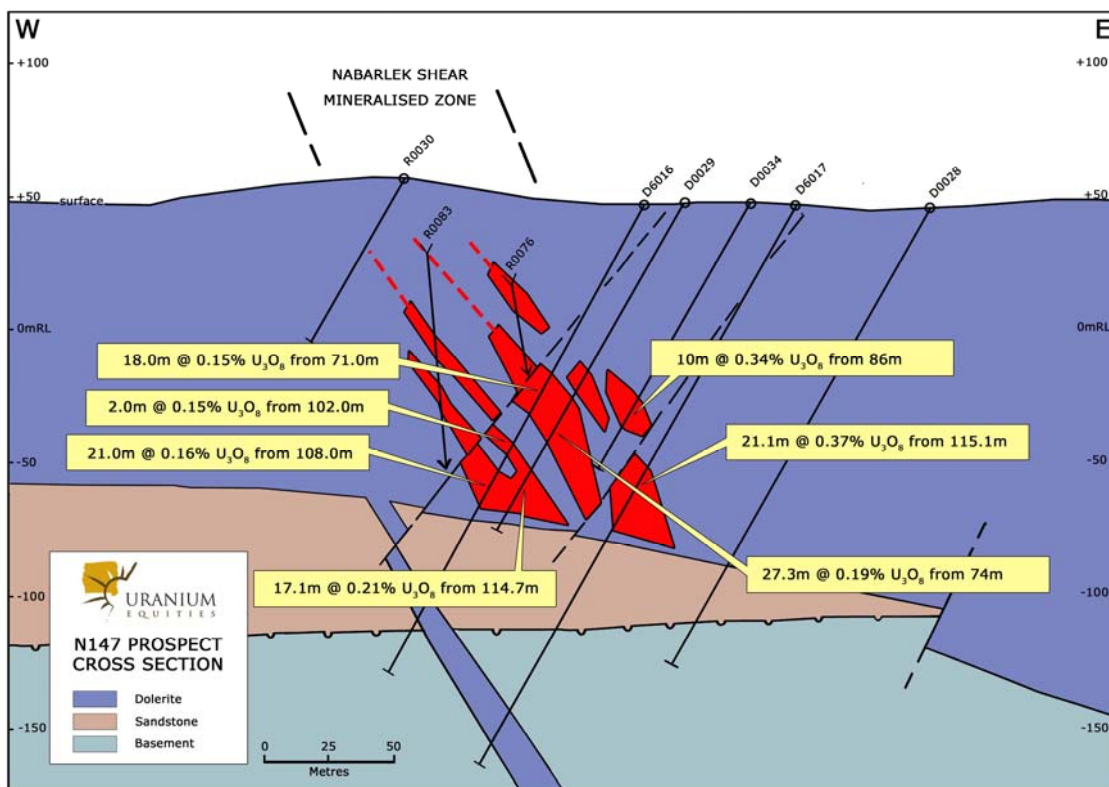 W
E
+100
+100
NABARLEK SHEAR
MINERALISED ZONE
R0030
D6016
D0029
D0034
D6017
D0028
+50
surface
+50
R0083
R0076
0mRL
0mRL
18.0m @ 0.15% U₃O₈ from 71.0m
10m @ 0.34% U₃O₈ from 86m
2.0m @ 0.15% U₃O₈ from 102.0m
21.0m @ 0.16% U₃O₈ from 108.0m
21.1m @ 0.37% U₃O₈ from 115.1m
-50
-50
17.1m @ 0.21% U₃O₈ from 114.7m
27.3m @ 0.19% U₃O₈ from 74m
-100
-100
URANIUM
EQUITIES
N147 PROSPECT
CROSS SECTION
Dolerite
Sandstone
Basement
-150
-150
0 25 50
Metres